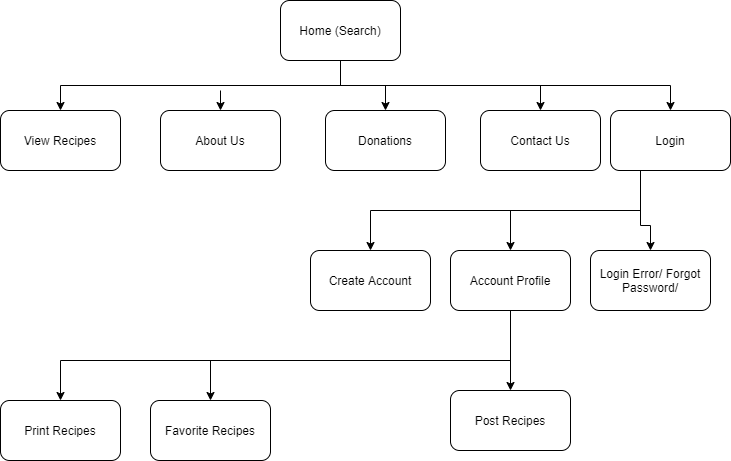 Home (Search)
View Recipes
About Us
Donations
Contact Us
Login
Create Account
Account Profile
Login Error/ Forgot
Password/
Print Recipes
Favorite Recipes
Post Recipes